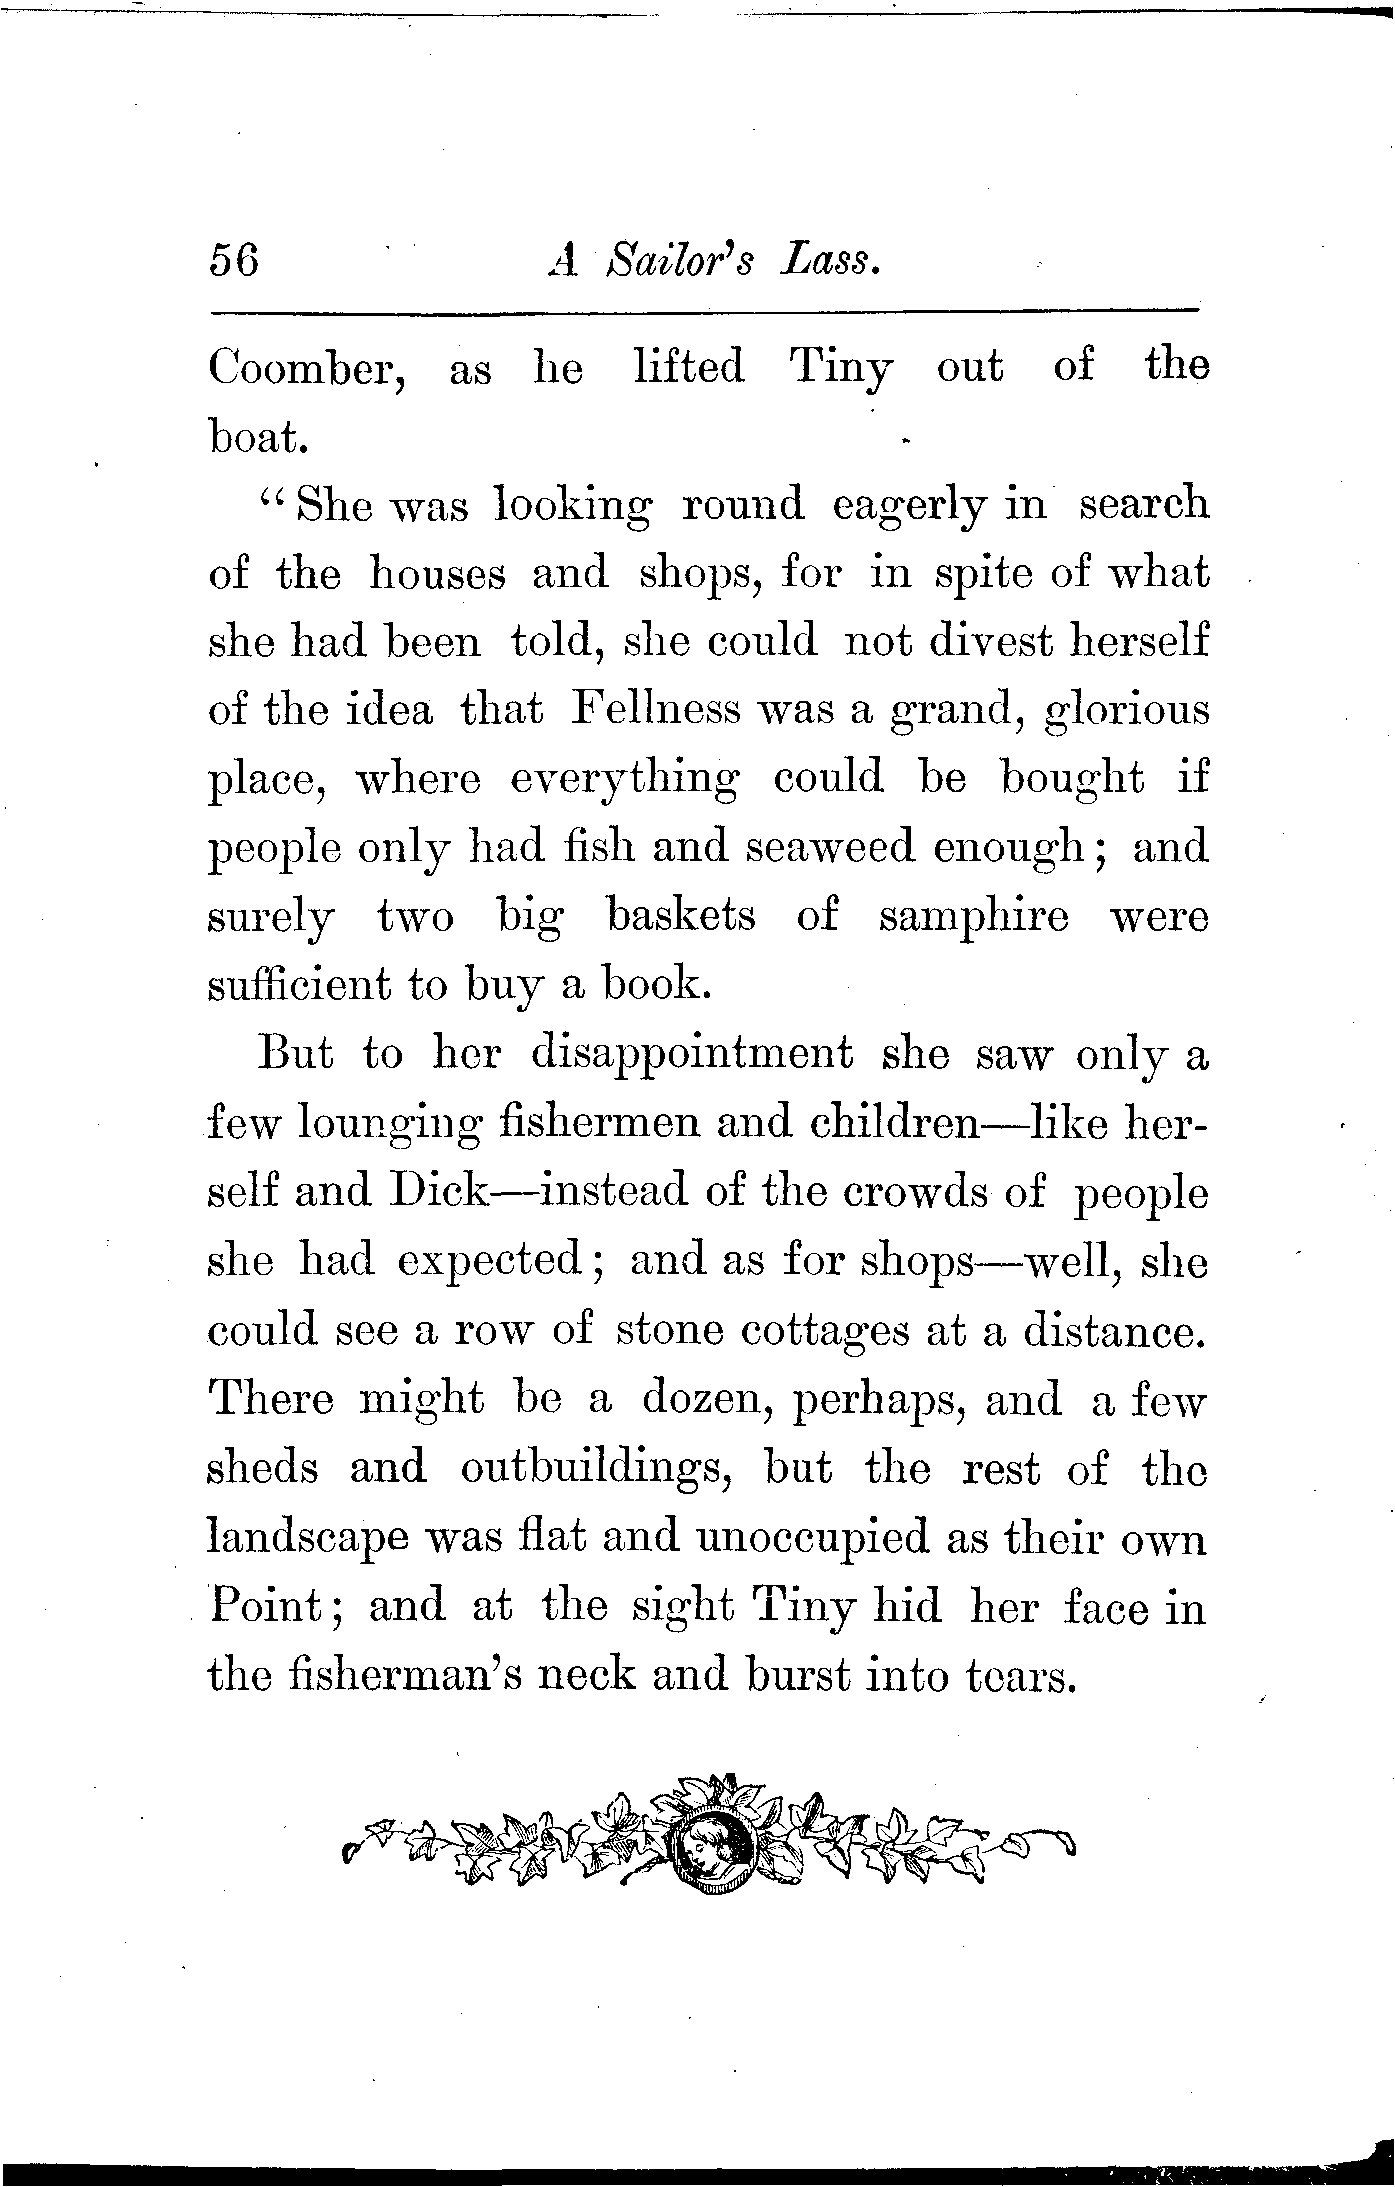 56 A Sailor's Lass.
Coomber, as he lifted Tiny out of the
boat.
“She was looking round eagerly in search
of the houses and shops, for in spite of what
she had been told, she could not divest herself
of the idea that Fellness was a grand, glorious
place, where everything could be bought if
people only had fish and seaweed enough; and
surely two big baskets of samphire were
sufficient to buy a book.
But to her disappointment she saw only a
few lounging fishermen and children—like her-
self and Dick—instead of the crowds of people
she had expected; and as for shops—well, she
could see a row of stone cottages at a distance.
There might be a dozen, perhaps, and a few
sheds and outbuildings, but the rest of the
landscape was flat and unoccupied as their own
Point; and at the sight Tiny hid her face in
the fisherman's neck and burst into tears.